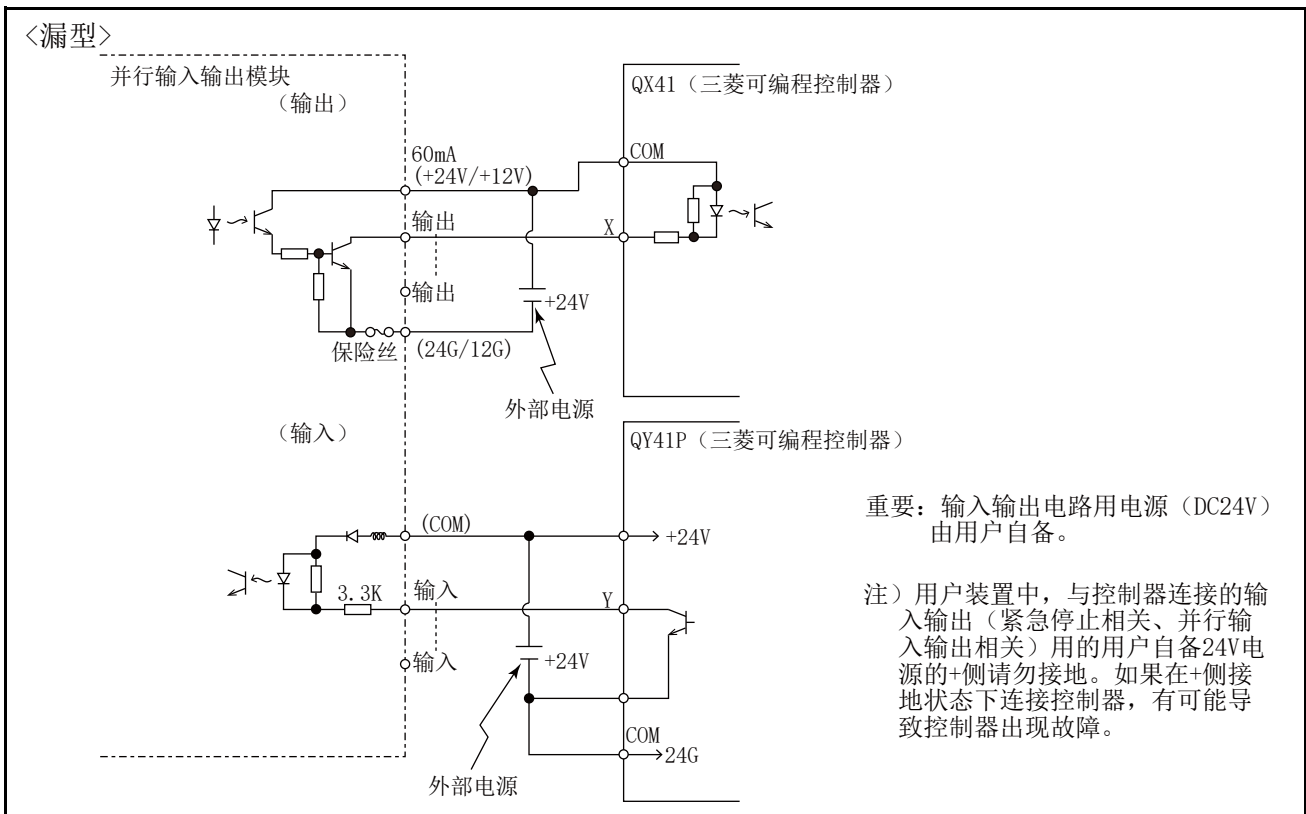 <漏型>
并行输入输出模块
（输出）
QX41（三菱可编程控制器）
60mA
(+24V/+12V)
COM
输出
X
输出
+24V
保险丝
(24G/12G)
外部电源
（输入）
QY41P（三菱可编程控制器）
(COM)
+24V
3.3K
输入
Y
输入
+24V
COM
24G
外部电源
重要：输入输出电路用电源（DC24V）
由用户自备。
注）用户装置中，与控制器连接的输
入输出（紧急停止相关、并行输
入输出相关）用的用户自备24V电
源的+侧请勿接地。如果在+侧接
地状态下连接控制器，有可能导
致控制器出现故障。